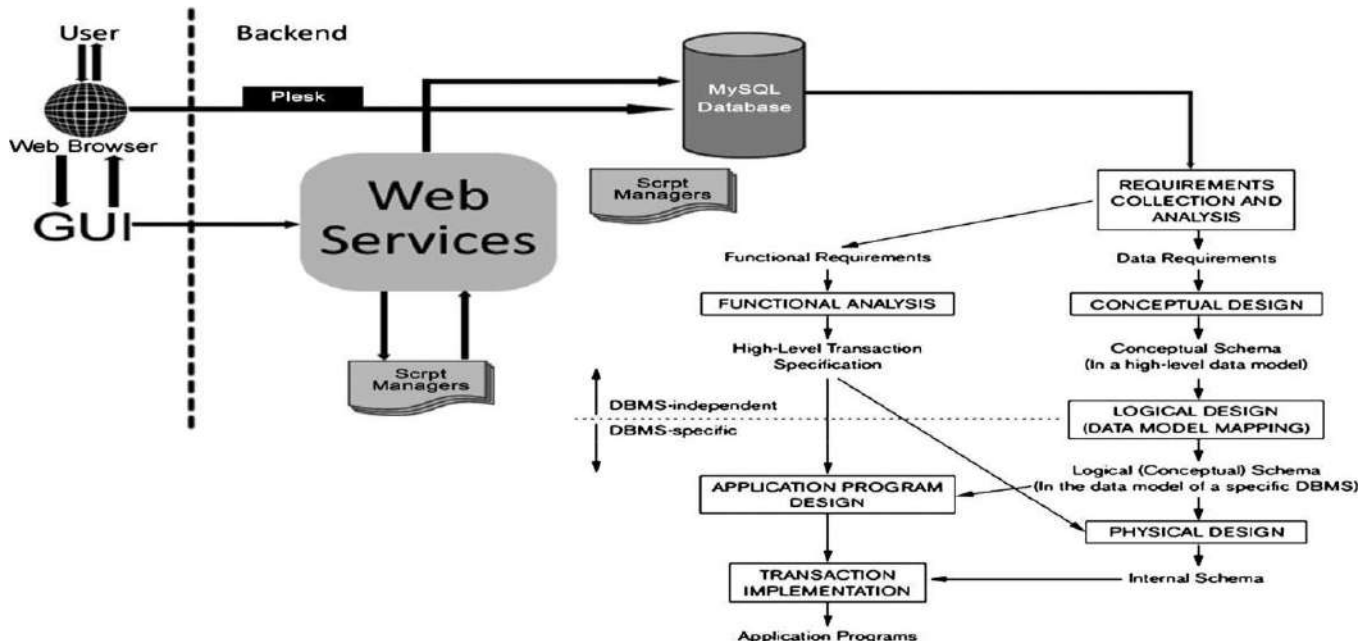 User
Backend
Plesk
MySQL
Database
Web Browser
GUI
Web
Services
Scrpt
Managers
Scrpt
Managers
REQUIREMENTS
COLLECTION AND
ANALYSIS
Functional Requirements
Data Requirements
FUNCTIONAL ANALYSIS
CONCEPTUAL DESIGN
High-Level Transaction
Specification
Conceptual Schema
(In a high-level data model)
DBMS-independent
DBMS-specific
LOGICAL DESIGN
(DATA MODEL MAPPING)
Logical (Conceptual) Schema
(In the data model of a specific DBMS)
APPLICATION PROGRAM
DESIGN
PHYSICAL DESIGN
Internal Schema
TRANSACTION
IMPLEMENTATION
Application Programs